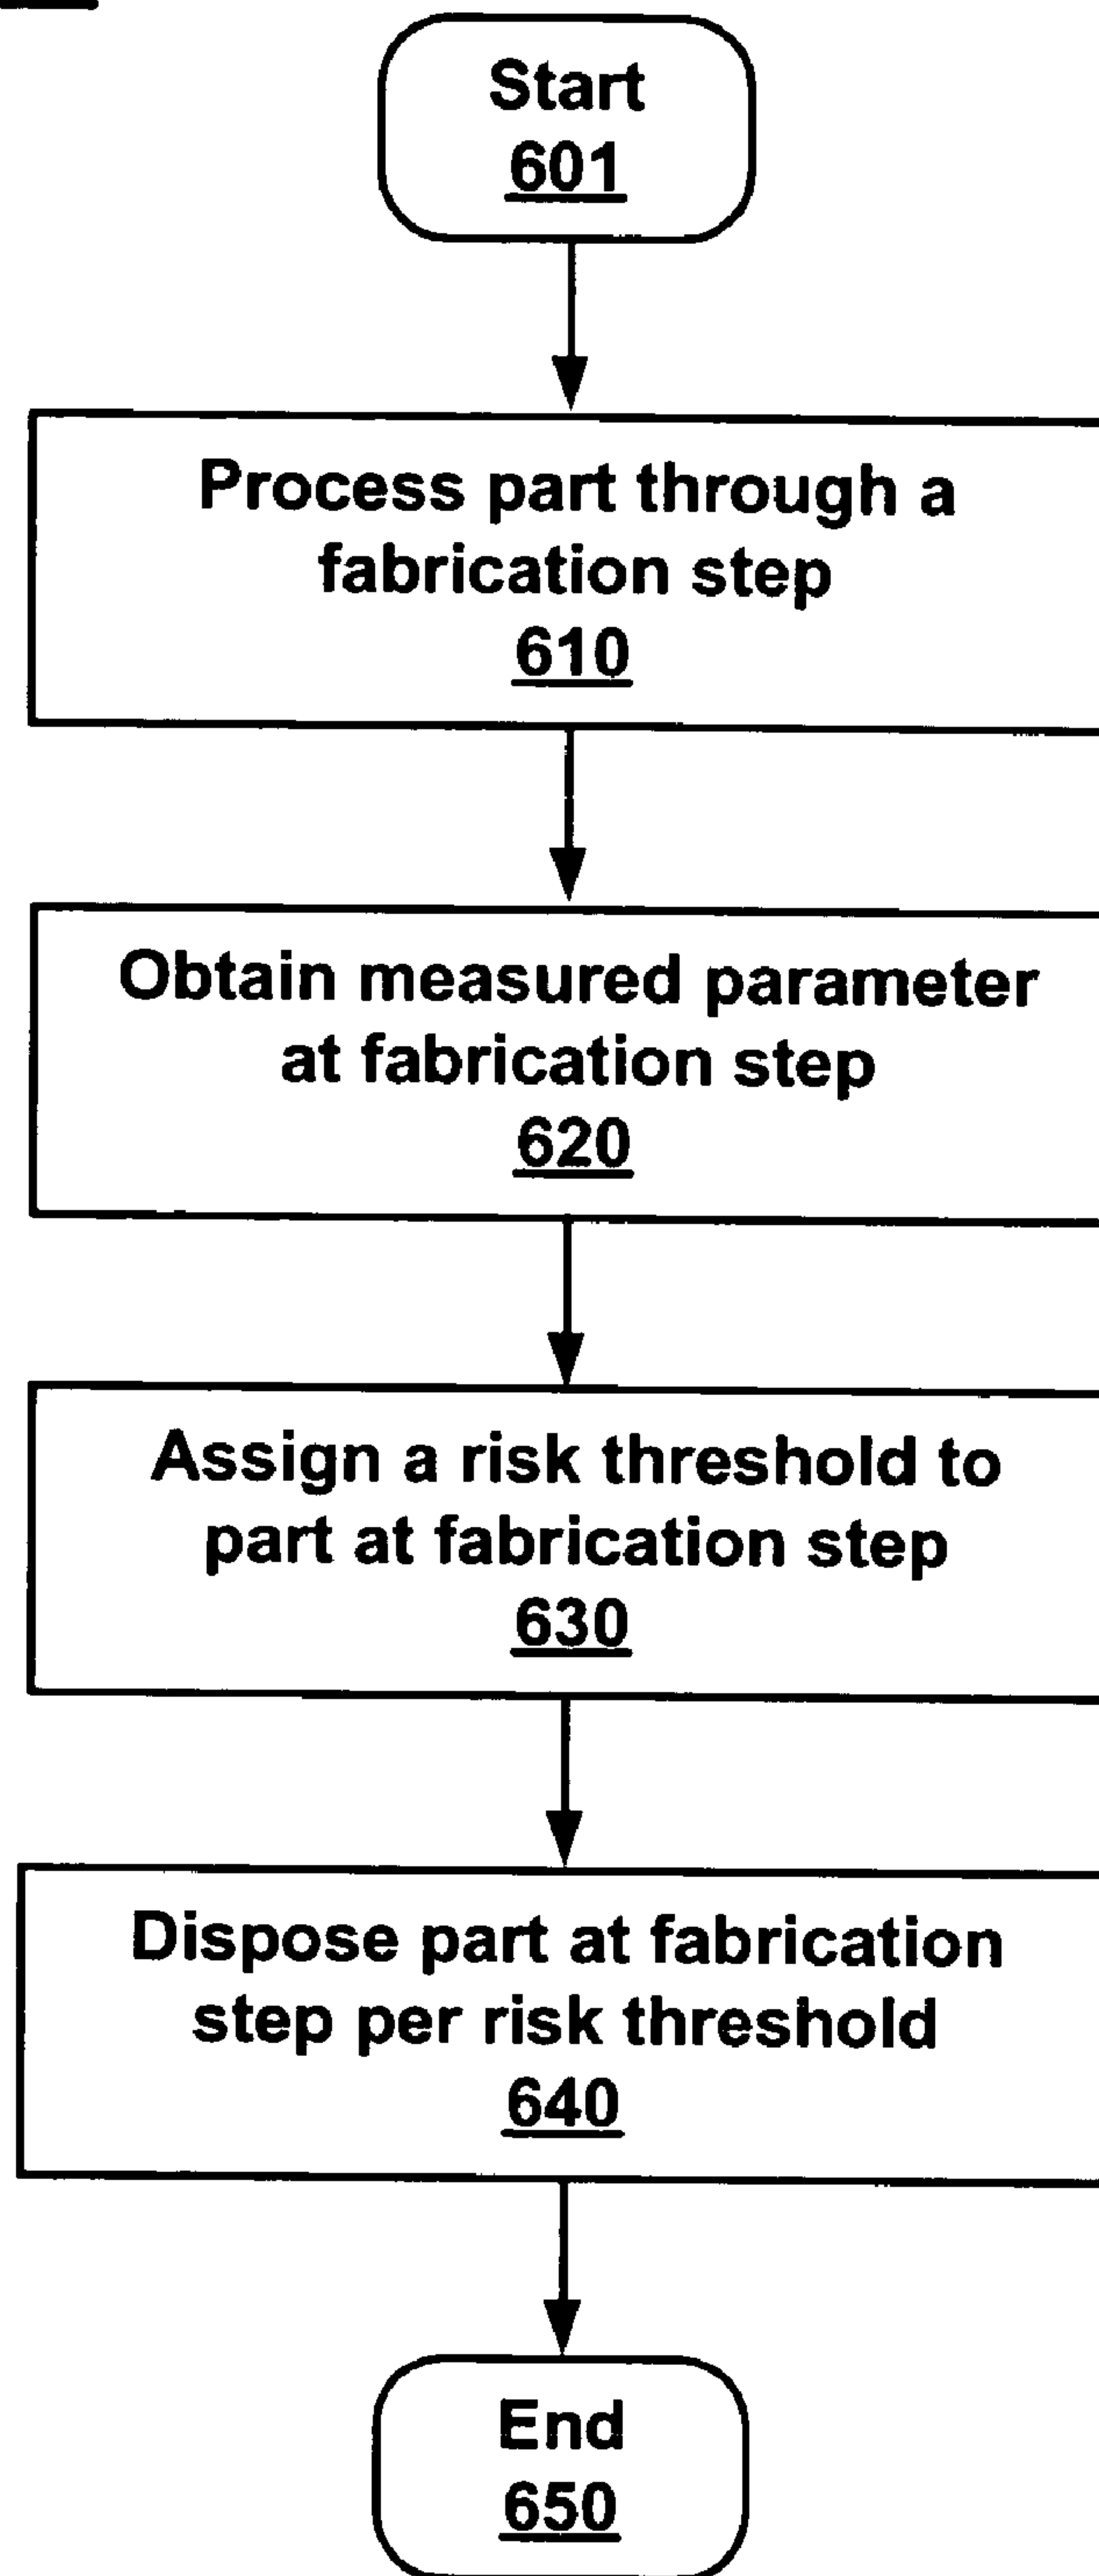 Start
601
Process part through a
fabrication step
610
Obtain measured parameter
at fabrication step
620
Assign a risk threshold to
part at fabrication step
630
Dispose part at fabrication
step per risk threshold
640
End
650